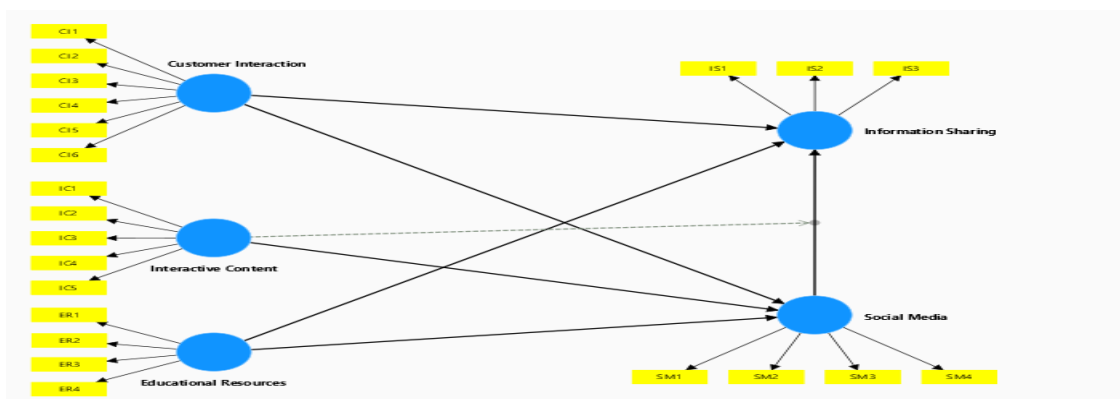 CI1
CI2
CI3
CI4
CI5
CI6
Customer Interaction
IC1
IC2
IC3
IC4
IC5
Interactive Content
ER1
ER2
ER3
ER4
Educational Resources
IS1 IS2 IS3
Information Sharing
Social Media
SM1 SM2 SM3 SM4